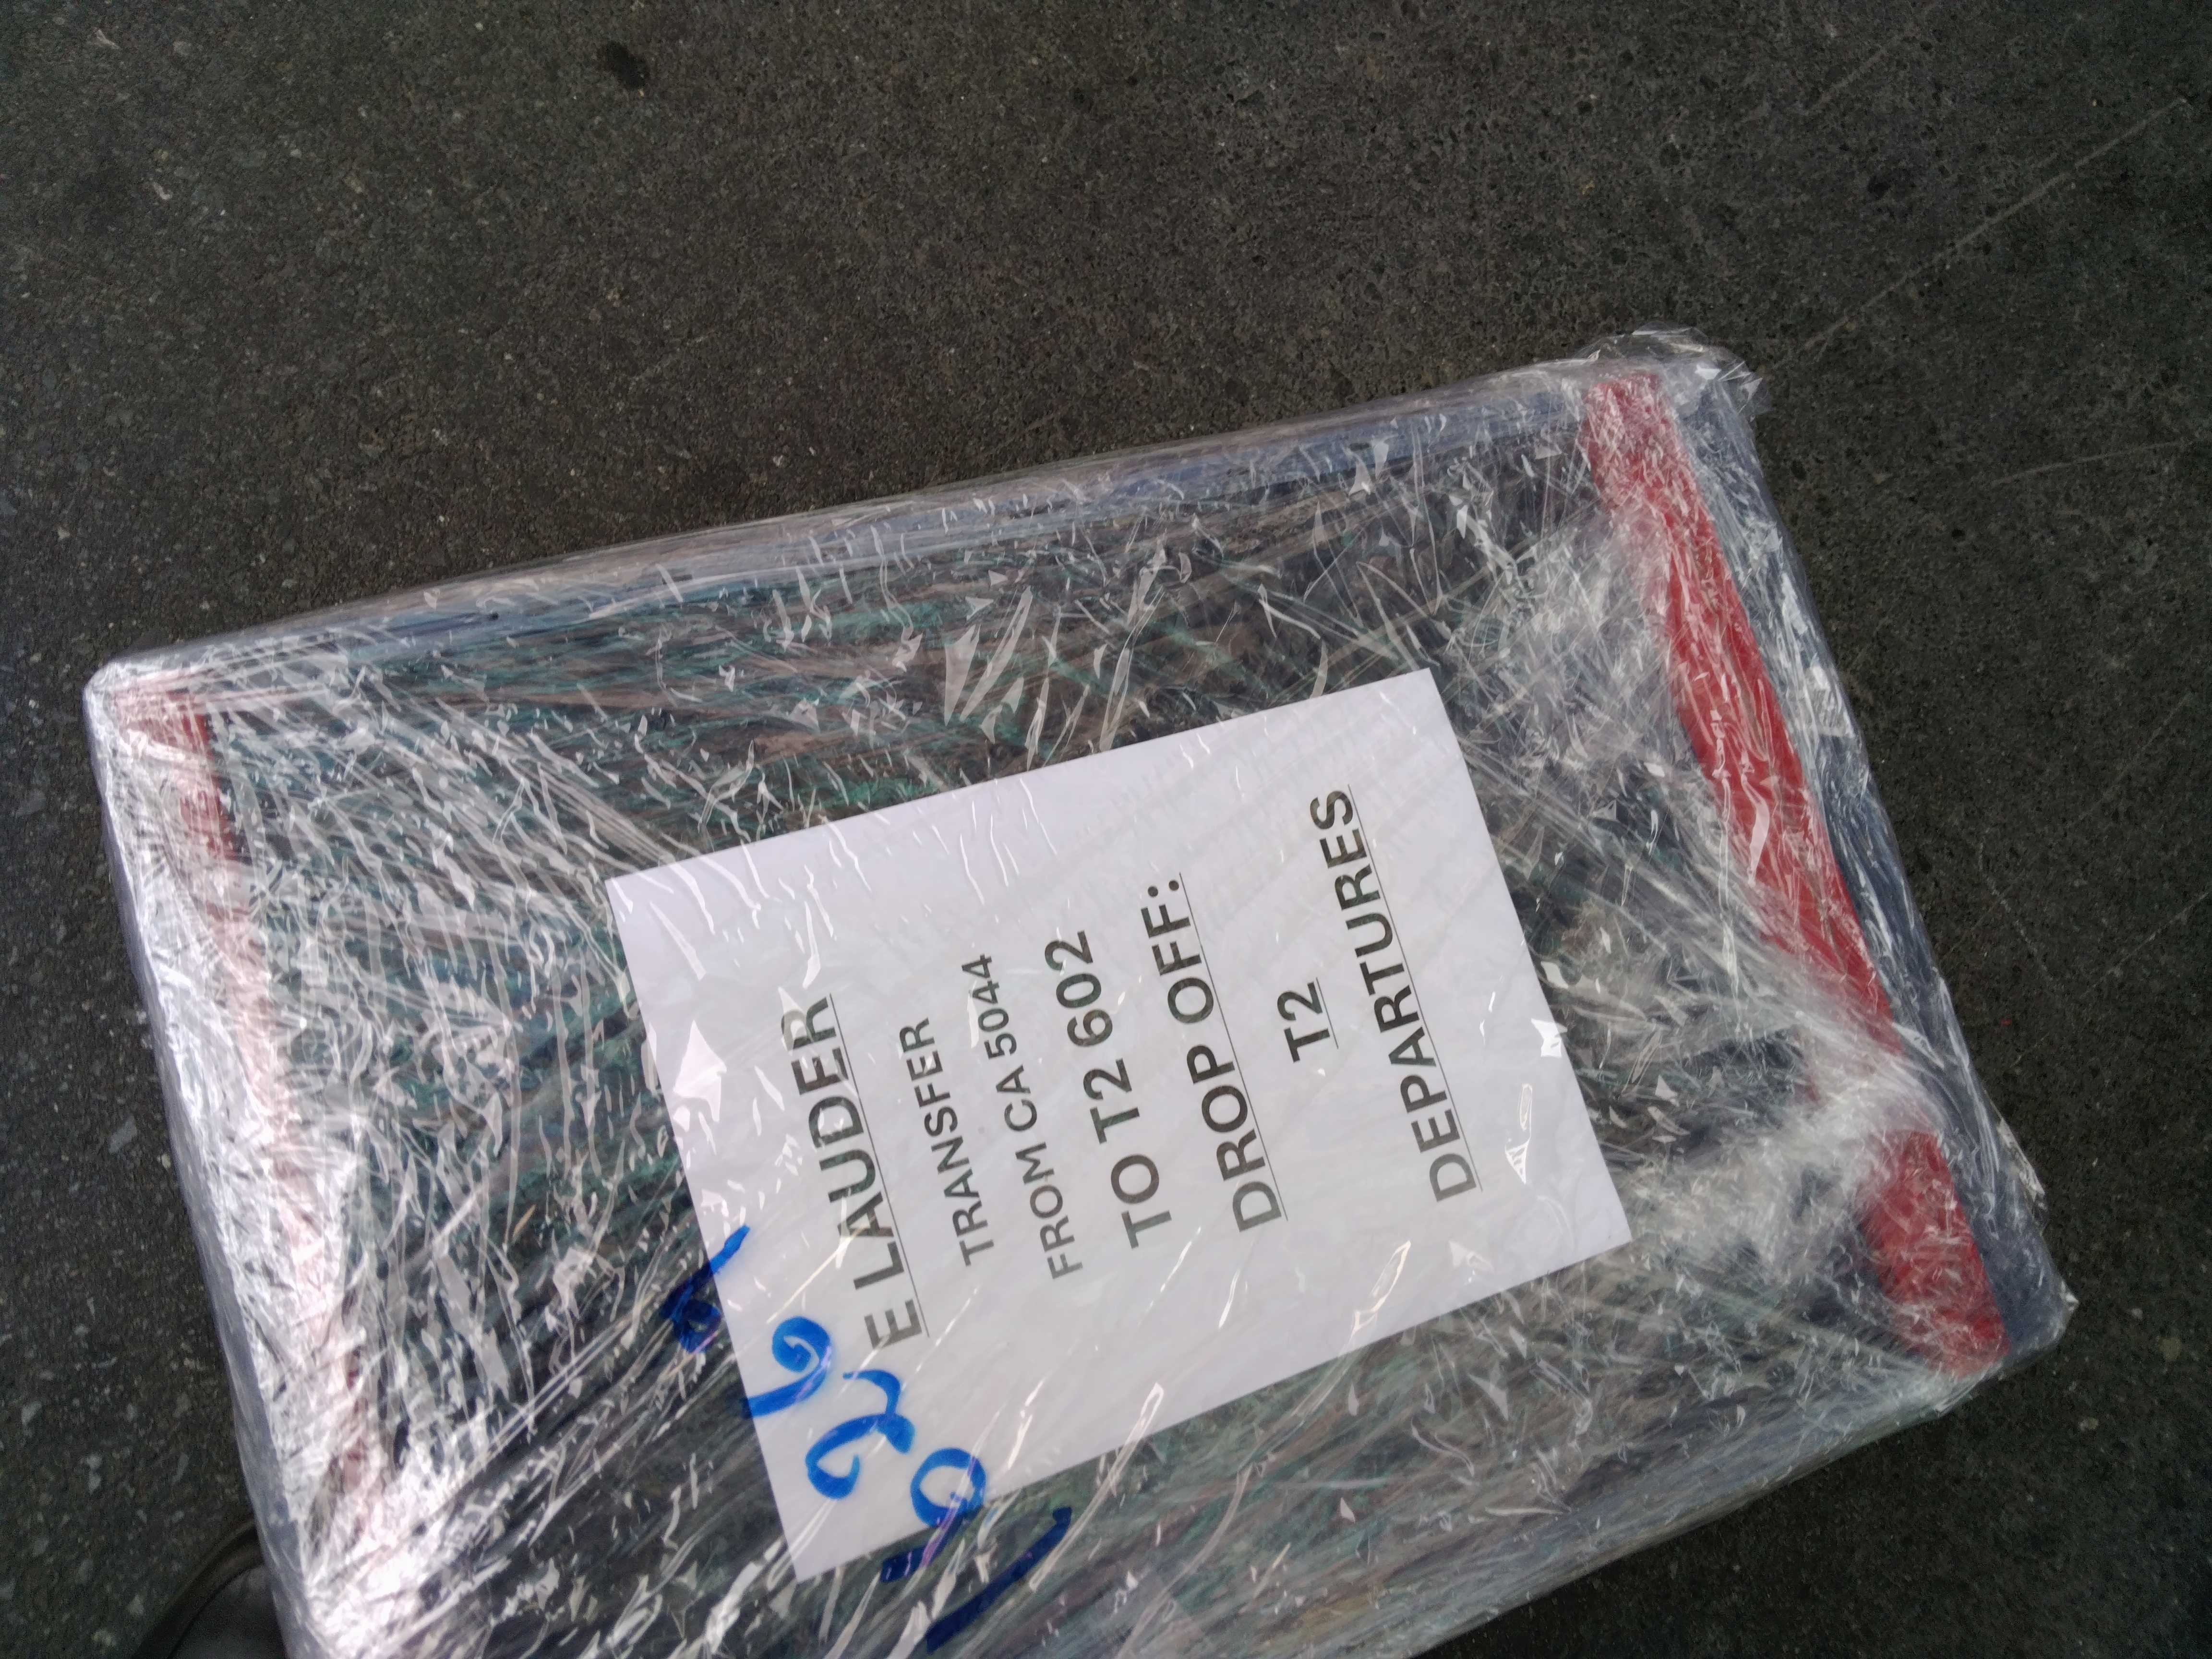 E LAUDER
TRANSFER
FROM CA 5044
TO T2 602
DROP OFF:
T2
DEPARTURES